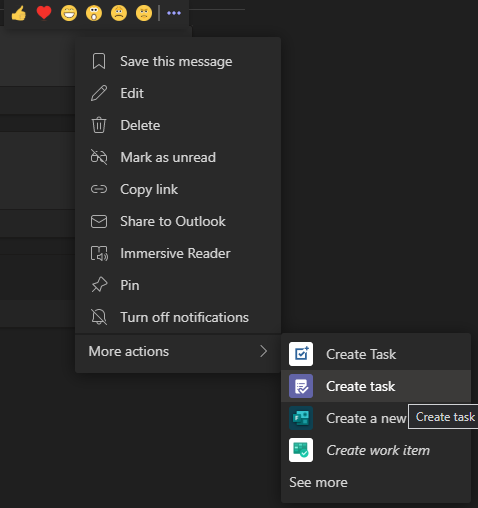 Save this message
Edit
Delete
Mark as unread
Copy link
Share to Outlook
Immersive Reader
Pin
Turn off notifications
More actions
Create Task
Create task
Create a new
Create task
Create work item
See more